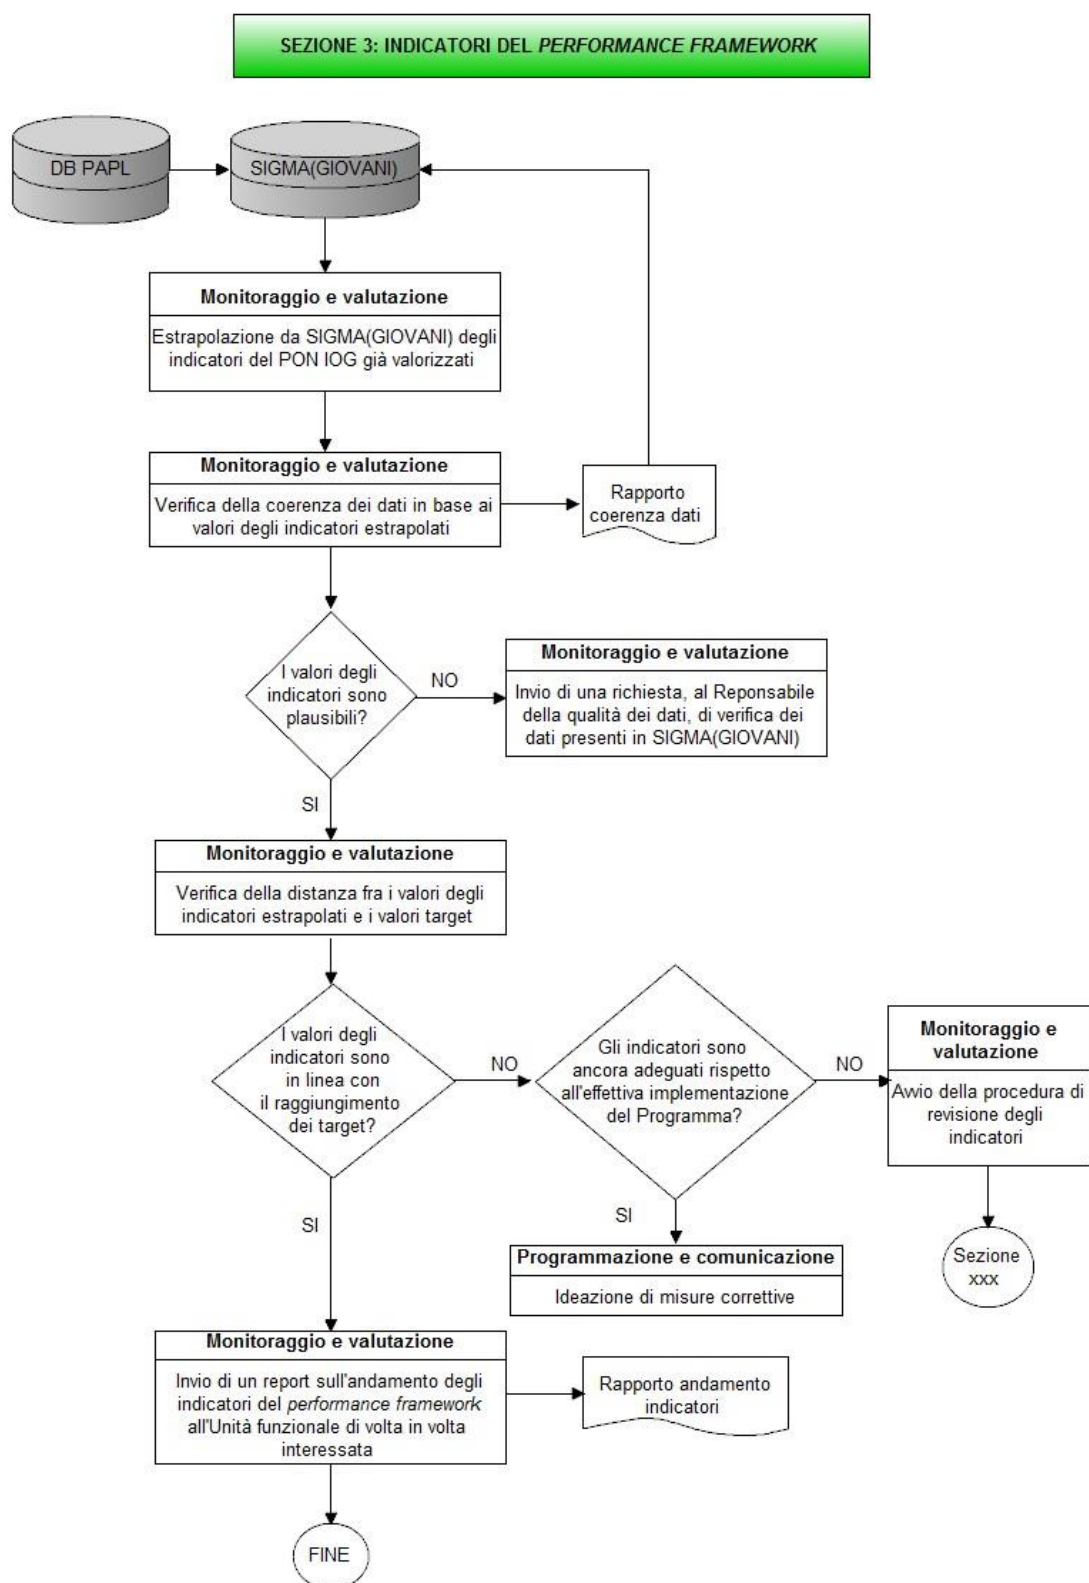 SEZIONE 3: INDICATORI DEL PERFORMANCE FRAMEWORK
DB PAPL
SIGMA(GIOVANI)
Monitoraggio e valutazione
Estrapolazione da SIGMA(GIOVANI) degli
indicatori del PON IOG già valorizzati
Monitoraggio e valutazione
Verifica della coerenza dei dati in base ai
valori degli indicatori estrapolati
Rapporto
coerenza dati
I valori degli
indicatori sono
plausibili?
NO
Monitoraggio e valutazione
Invio di una richiesta, al Reponsabile
della qualità dei dati, di verifica dei
dati presenti in SIGMA(GIOVANI)
SI
Monitoraggio e valutazione
Verifica della distanza fra i valori degli
indicatori estrapolati e i valori target
I valori degli
indicatori sono
in linea con
il raggiungimento
dei target?
NO
Gli indicatori sono
ancora adeguati rispetto
all'effettiva implementazione
del Programma?
NO
Monitoraggio e
valutazione
Avvio della procedura di
revisione degli
indicatori
SI
SI
Programmazione e comunicazione
Ideazione di misure correttive
Sezione
xxx
Monitoraggio e valutazione
Invio di un report sull'andamento degli
indicatori del performance framework
all'Unità funzionale di volta in volta
interessata
Rapporto andamento
indicatori
FINE